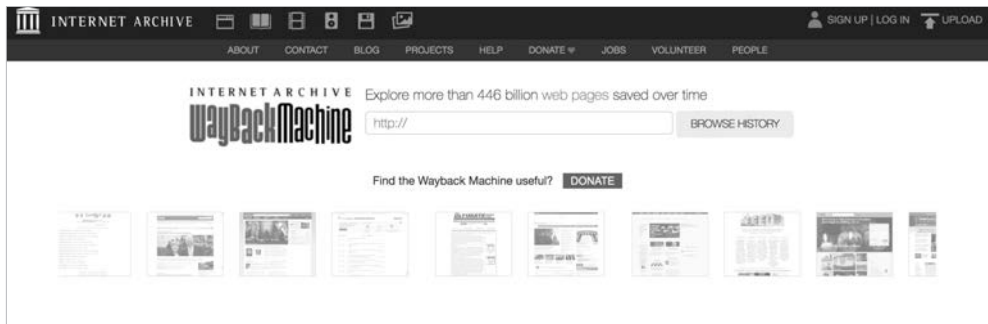 INTERNET ARCHIVE
SIGN UP | LOG IN UPLOAD
ABOUT CONTACT BLOG PROJECTS HELP DONATE JOBS VOLUNTEER PEOPLE
INTERNET ARCHIVE
WayBackMachine
Explore more than 446 billion web pages saved over time
http://
BROWSE HISTORY
Find the Wayback Machine useful? DONATE